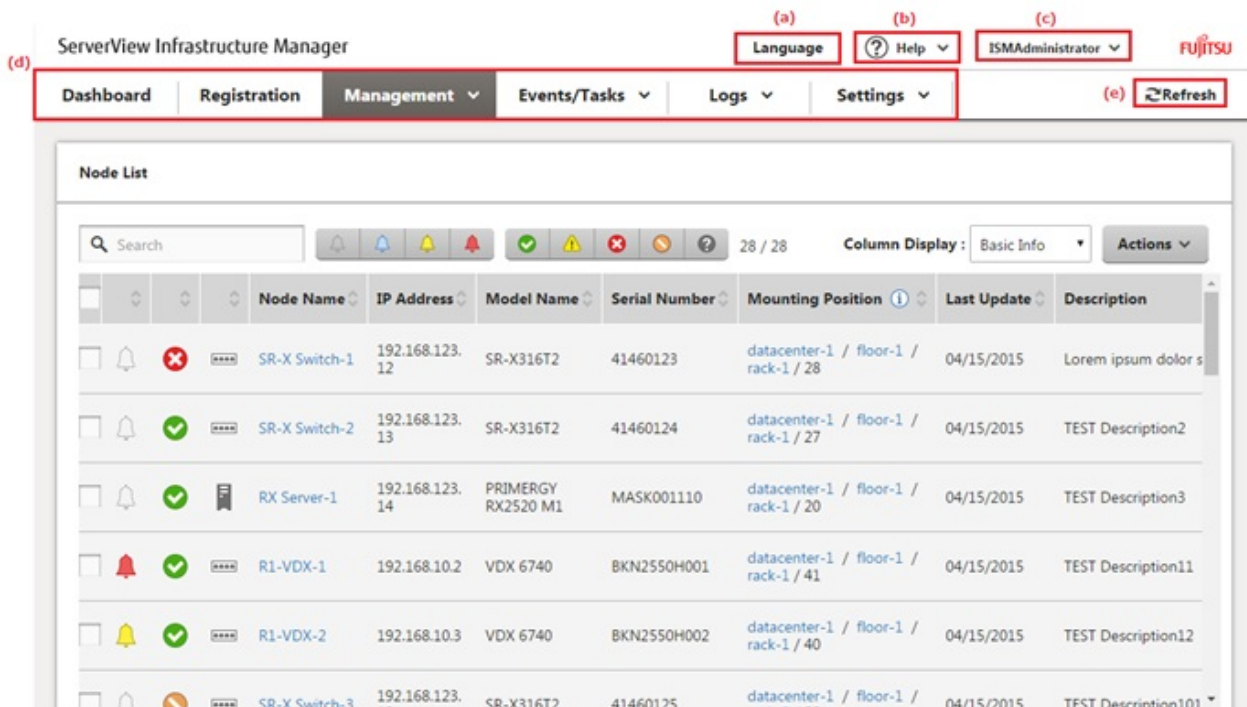 (a) (b) (c)
ServerView Infrastructure Manager Language Help ISMAdministrator FUJITSU
(d)
Dashboard Registration Management Events/Tasks Logs Settings (e) Refresh
Node List
Search 28 / 28 Column Display : Basic Info Actions
Node Name IP Address Model Name Serial Number Mounting Position Last Update Description
SR-X Switch-1 192.168.123.12 SR-X316T2 41460123 datacenter-1 / floor-1 / rack-1 / 28 04/15/2015 Lorem ipsum dolor s
SR-X Switch-2 192.168.123.13 SR-X316T2 41460124 datacenter-1 / floor-1 / rack-1 / 27 04/15/2015 TEST Description2
RX Server-1 192.168.123.14 PRIMERGY RX2520 M1 MASK001110 datacenter-1 / floor-1 / rack-1 / 20 04/15/2015 TEST Description3
R1-VDX-1 192.168.10.2 VDX 6740 BKN2550H001 datacenter-1 / floor-1 / rack-1 / 41 04/15/2015 TEST Description11
R1-VDX-2 192.168.10.3 VDX 6740 BKN2550H002 datacenter-1 / floor-1 / rack-1 / 40 04/15/2015 TEST Description12
SR-X Switch-3 192.168.123. SR-X316T2 41460125 datacenter-1 / floor-1 / 04/15/2015 TEST Description101